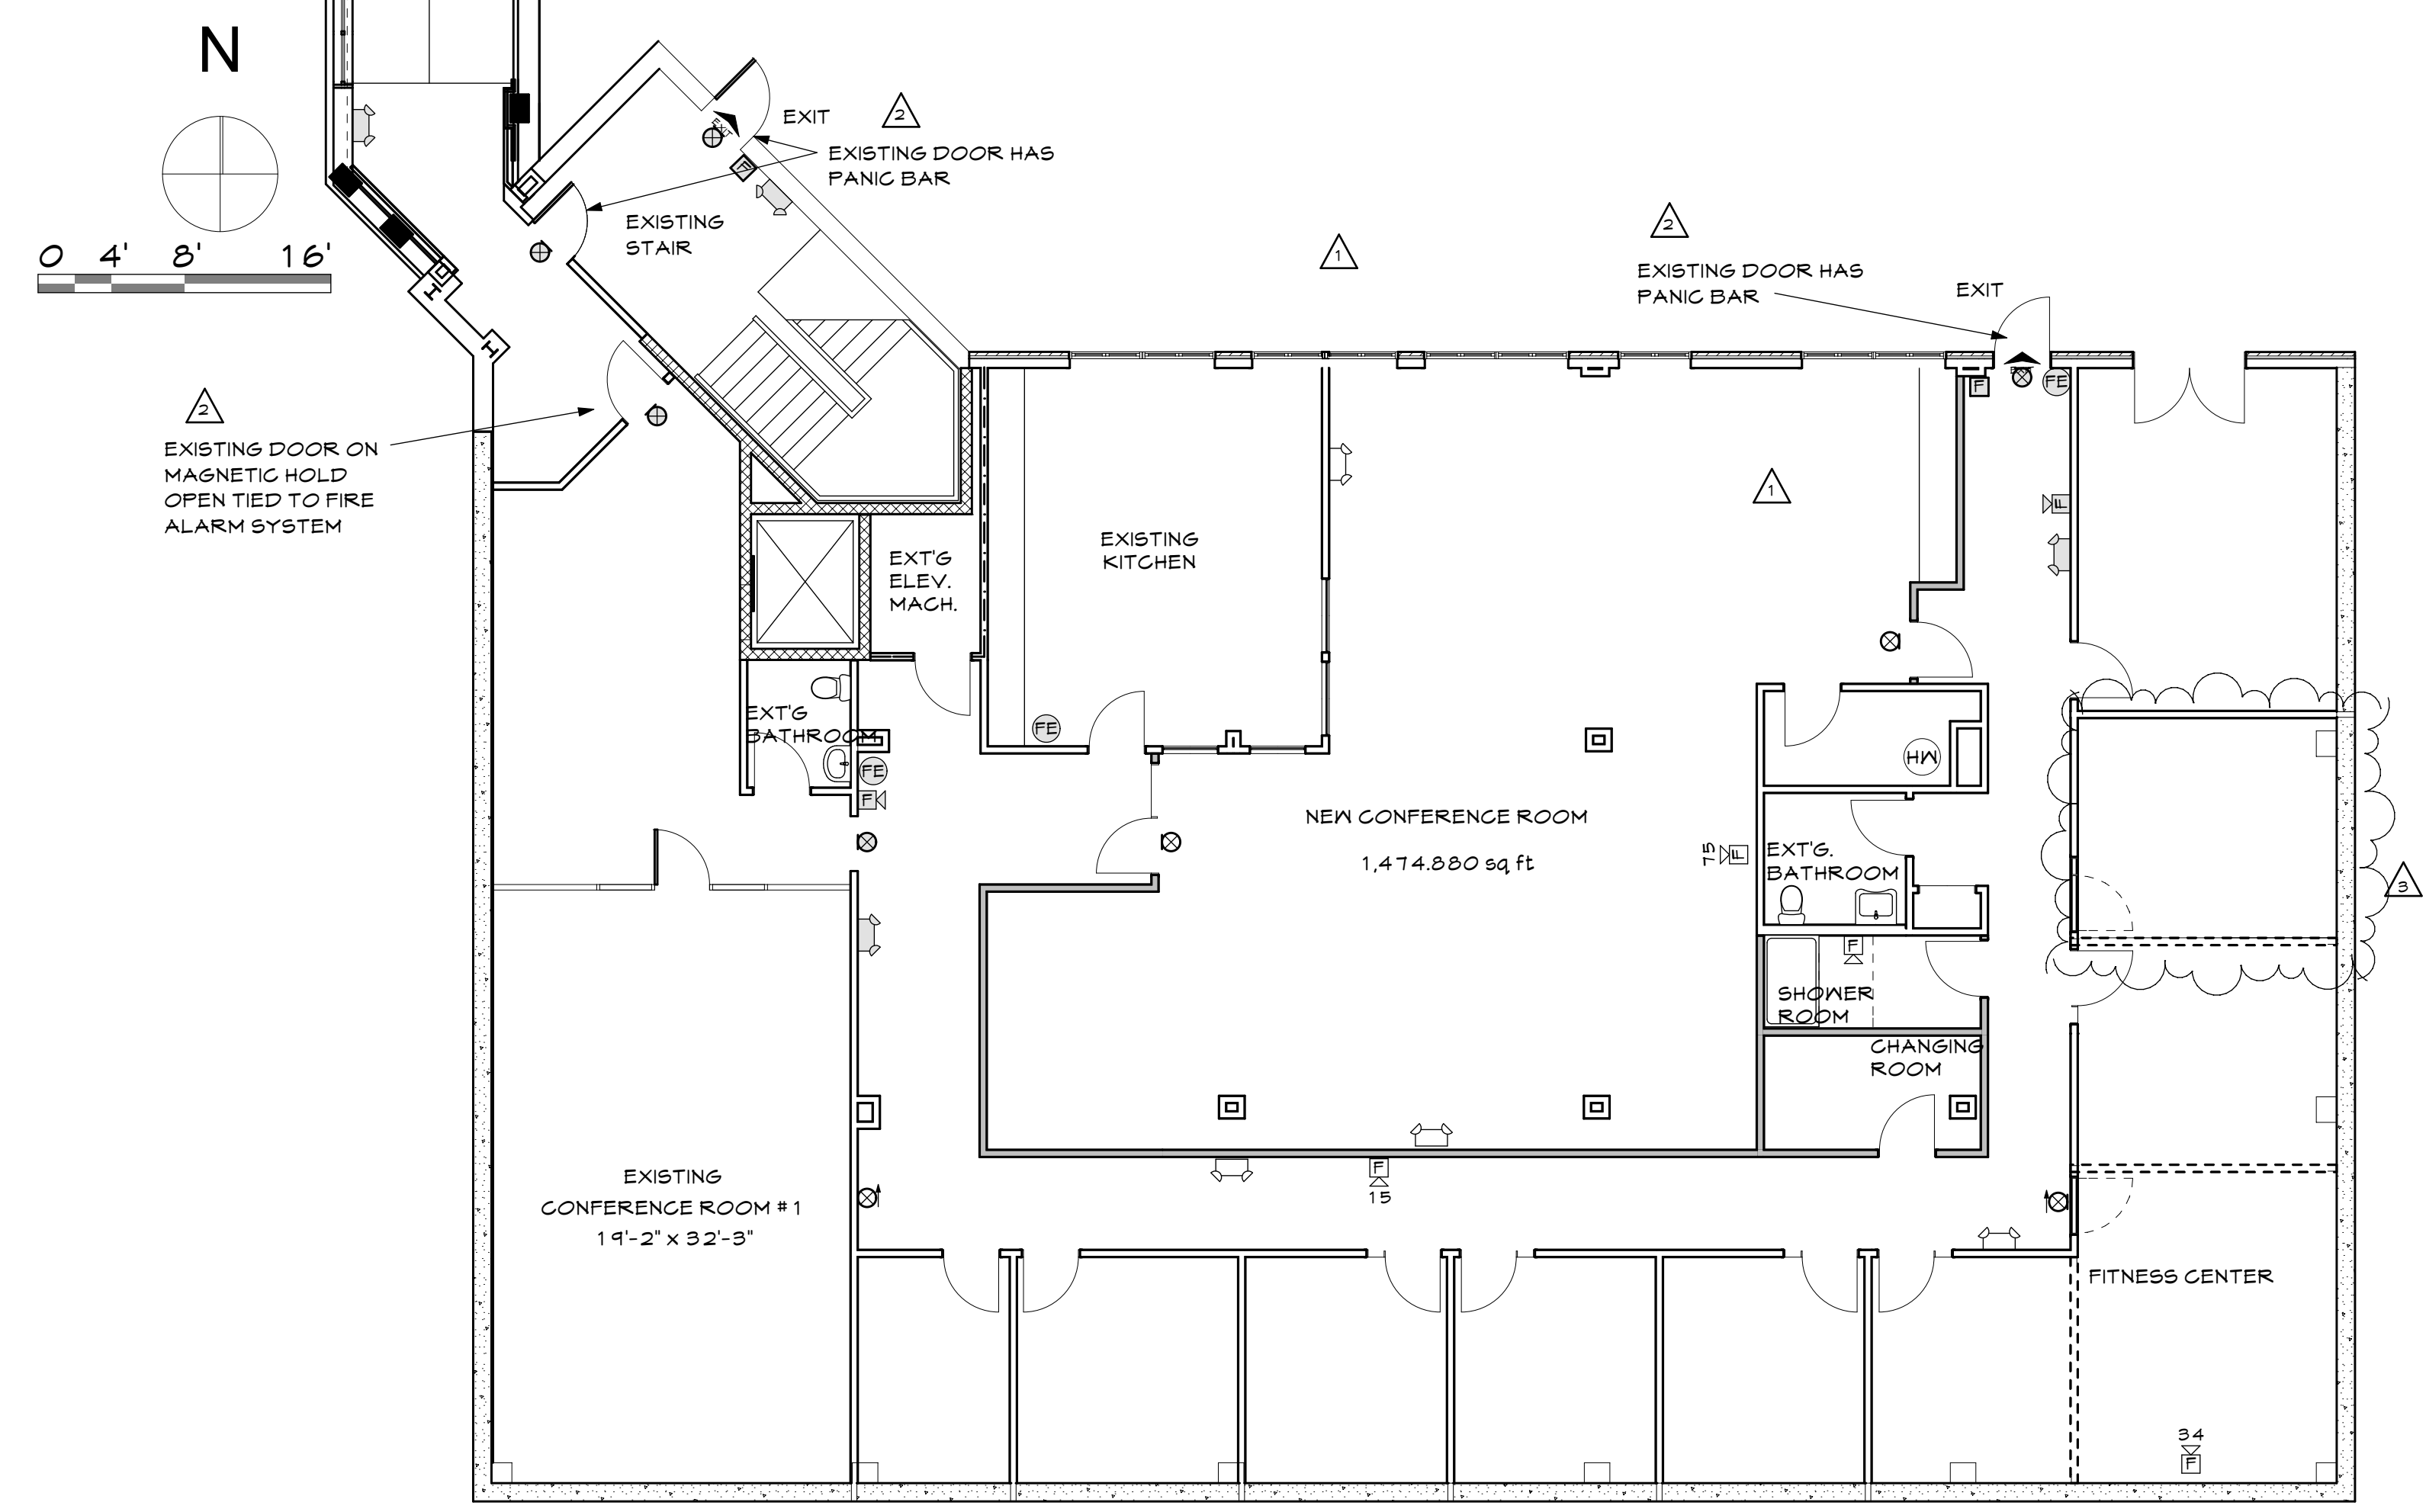 N
0 4' 8' 16'
EXIT
EXIT
2
EXISTING DOOR HAS
PANIC BAR
F
EXISTING
STAIR
2
EXISTING DOOR ON
MAGNETIC HOLD
OPEN TIED TO FIRE
ALARM SYSTEM
1
2
EXISTING DOOR HAS
PANIC BAR
EXIT
EXIT
F
FE
1
F
EXT'G
ELEV.
MACH.
EXISTING
KITCHEN
FE
EXT'G
BATHROOM
FE
F
NEW CONFERENCE ROOM
1,474.880 sq ft
75
F
HW
EXT'G.
BATHROOM
F
SHOWER
ROOM
CHANGING
ROOM
3
EXISTING
CONFERENCE ROOM #1
19'-2" x 32'-3"
F
15
FITNESS CENTER
34
F